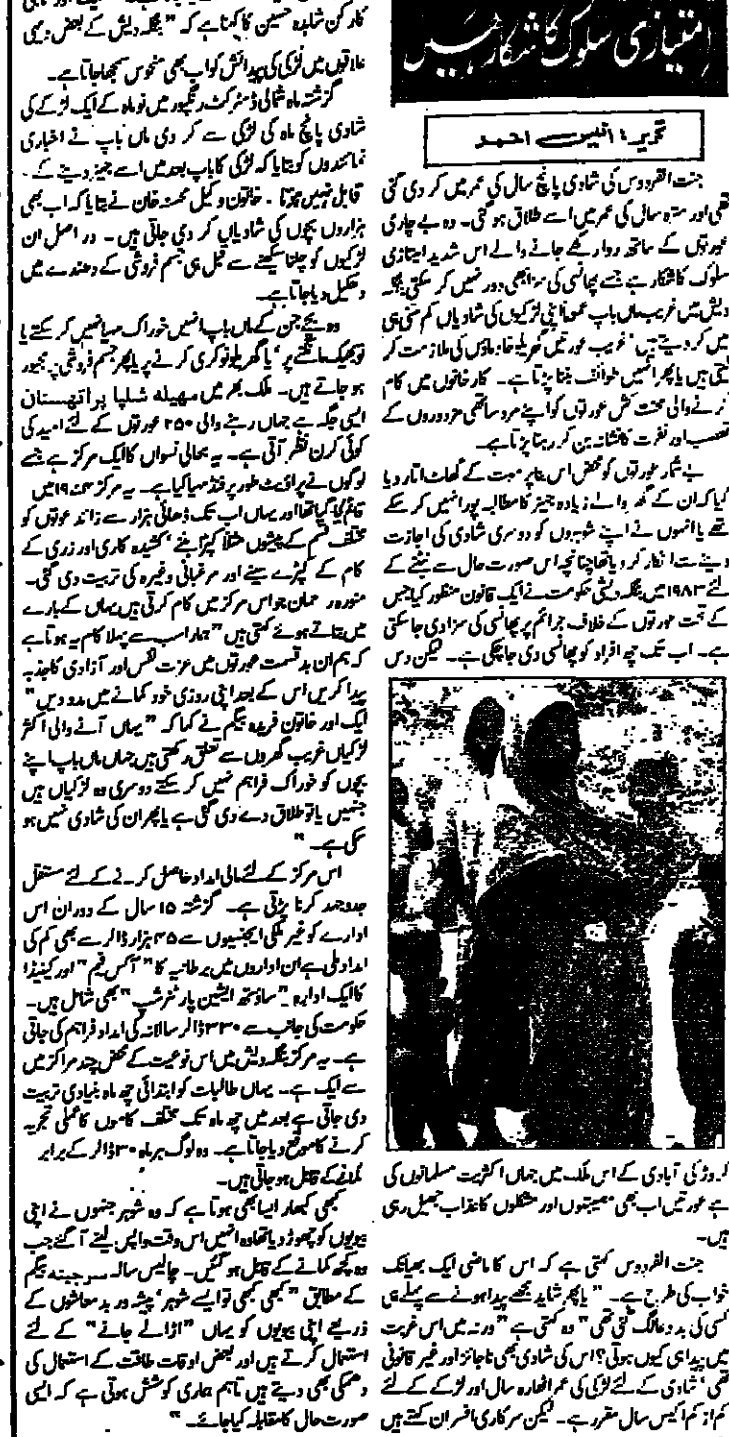 امتیازی سلوک کا شکار ہیں
تحریر: انیس احمد
جنت الفردوس کی شادی پانچ سال کی عمر میں کر دی گئی
تھی اور سترہ سال کی عمر میں اسے طلاق ہو گئی۔ وہ بے چاری
عورتوں کے ساتھ روا رکھے جانے والے اس شدید امتیازی
سلوک کا شکار ہے جسے پھانسی کی سزا بھی دور نہیں کر سکتی بنگلہ
دیش میں غریب ماں باپ عموماً اپنی لڑکیوں کی شادیاں کم سنی ہی
میں کر دیتے ہیں‘ غریب عورتیں گھریلو خادماؤں کی ملازمت کر
لیتی ہیں یا پھر انہیں طوائف بننا پڑتا ہے۔ کارخانوں میں کام
کرنے والی محنت کش عورتوں کو اپنے مرد ساتھی مزدوروں کے
تعصب اور نفرت کا نشانہ بن کر رہنا پڑتا ہے۔
بے شمار عورتوں کو محض اس بنا پر موت کے گھاٹ اتار دیا
گیا کہ ان کے گھر والے زیادہ جہیز کا مطالبہ پورا نہیں کر سکے
تھے یا انہوں نے اپنے شوہروں کو دوسری شادی کی اجازت
دینے سے انکار کر دیا تھا چنانچہ اس صورت حال سے نپٹنے کے
لئے ۱۹۸۳ میں بنگلہ دیشی حکومت نے ایک قانون منظور کیا جس
کے تحت عورتوں کے خلاف جرائم پر پھانسی کی سزا دی جا سکتی
ہے۔ اب تک چھ افراد کو پھانسی دی جا چکی ہے۔ لیکن دس
کروڑ کی آبادی کے اس ملک میں جہاں اکثریت مسلمانوں کی
ہے عورتیں اب بھی مصیبتوں اور مشکلوں کا عذاب جھیل رہی
ہیں۔
جنت الفردوس کہتی ہے کہ اس کا ماضی ایک بھیانک
خواب کی طرح ہے۔ ”یا پھر شاید مجھے پیدا ہونے سے پہلے ہی
کسی کی بددعا لگ گئی تھی“ وہ کہتی ہے ”ورنہ میں اس غربت
میں پیدا ہی کیوں ہوتی؟ اس کی شادی بھی ناجائز اور غیر قانونی
تھی‘ شادی کے لئے لڑکی کی عمر اٹھارہ سال اور لڑکے کے لئے
کم از کم اکیس سال مقرر ہے۔ لیکن سرکاری افسران کہتے ہیں
کارکن شاہدہ حسین کا کہنا ہے کہ ”بنگلہ دیش کے بعض دیہی
علاقوں میں لڑکی کی پیدائش کو اب بھی منحوس سمجھا جاتا ہے۔
گزشتہ ماہ شمالی ڈسٹرکٹ رنگپور میں نو ماہ کے ایک لڑکے کی
شادی پانچ ماہ کی لڑکی سے کر دی ماں باپ نے اخباری
نمائندوں کو بتایا کہ لڑکی کا باپ بعد میں اسے جہیز دینے کے
قابل نہیں ہوتا۔ خاتون وکیل محسنہ خان نے بتایا کہ اب بھی
ہزاروں بچوں کی شادیاں کر دی جاتی ہیں۔ دراصل ان
لڑکیوں کو چلنا سیکھنے سے قبل ہی جسم فروشی کے دھندے میں
دھکیل دیا جاتا ہے۔
وہ بچے جن کے ماں باپ انہیں خوراک مہیا نہیں کر سکتے یا
تو بھیک مانگنے پر‘ یا گھریلو نوکری کرنے پر یا پھر جسم فروشی پر مجبور
ہو جاتے ہیں۔ ملک بھر میں مہیلہ شلپا پراتھستان
ایسی جگہ ہے جہاں رہنے والی ۲۵۰ عورتوں کے لئے امید کی
کوئی کرن نظر آتی ہے۔ یہ بحالی نسواں کا ایک مرکز ہے جسے
لوگوں نے پرائیوٹ طور پر فنڈ مہیا کیا ہے۔ یہ مرکز ۱۹۷۴ میں
قائم کیا گیا تھا اور یہاں اب تک ڈھائی ہزار سے زائد عورتوں کو
مختلف قسم کے پیشوں مثلاً کپڑا بننے‘ کشیدہ کاری اور زری کے
کام کے کپڑے سینے اور مرغبانی وغیرہ کی تربیت دی گئی۔
منورہ رحمان جو اس مرکز میں کام کرتی ہیں یہاں کے بارے
میں بتاتے ہوئے کہتی ہیں ”ہمارا سب سے پہلا کام یہ ہوتا ہے
کہ ہم ان بدقسمت عورتوں میں عزت نفس اور آزادی کا جذبہ
پیدا کریں اس کے بعد اپنی روزی خود کمانے میں مدد دیں“
ایک اور خاتون فریدہ بیگم نے کہا کہ ”یہاں آنے والی اکثر
لڑکیاں غریب گھروں سے تعلق رکھتی ہیں جہاں ماں باپ اپنے
بچوں کو خوراک فراہم نہیں کر سکتے دوسری وہ لڑکیاں ہیں
جنہیں یا تو طلاق دے دی گئی ہے یا پھر ان کی شادی نہیں ہو
سکی ہے۔“
اس مرکز کے لئے مالی امداد حاصل کرنے کے لئے مستقل
جدوجہد کرنا پڑتی ہے۔ گزشتہ ۱۵ سال کے دوران اس
ادارے کو غیر ملکی ایجنسیوں سے ۴۵ ہزار ڈالر سے بھی کم کی
امداد ملی ہے ان اداروں میں برطانیہ کا ”آکس فیم“ اور کینیڈا
کا ایک ادارہ ”ساؤتھ ایشین پارٹنرشپ“ بھی شامل ہیں۔
حکومت کی جانب سے ۳۳۰ ڈالر سالانہ کی امداد فراہم کی جاتی
ہے۔ یہ مرکز بنگلہ دیش میں اس نوعیت کے محض چند مراکز میں
سے ایک ہے۔ یہاں طالبات کو ابتدائی چھ ماہ بنیادی تربیت
دی جاتی ہے بعد میں چھ ماہ تک مختلف کاموں کا عملی تجربہ
کرنے کا موقع دیا جاتا ہے۔ وہ لوگ ہر ماہ ۳۰ ڈالر کے برابر
کمانے کے قابل ہو جاتی ہیں۔
کبھی کبھار ایسا بھی ہوتا ہے کہ وہ شوہر جنہوں نے اپنی
بیویوں کو چھوڑ دیا تھا وہ انہیں اس وقت واپس لینے آ گئے جب
وہ کچھ کمانے کے قابل ہو گئیں۔ چالیس سالہ بیگم
کے مطابق ”کبھی کبھی تو ایسے شوہر‘ پیشہ ور بدمعاشوں کے
ذریعے اپنی بیویوں کو یہاں ”اڑا لے جانے“ کے لئے
استعمال کرتے ہیں اور بعض اوقات طاقت کے استعمال کی
دھمکی بھی دیتے ہیں تاہم ہماری کوشش ہوتی ہے کہ ایسی
صورت حال کا مقابلہ کیا جائے۔“